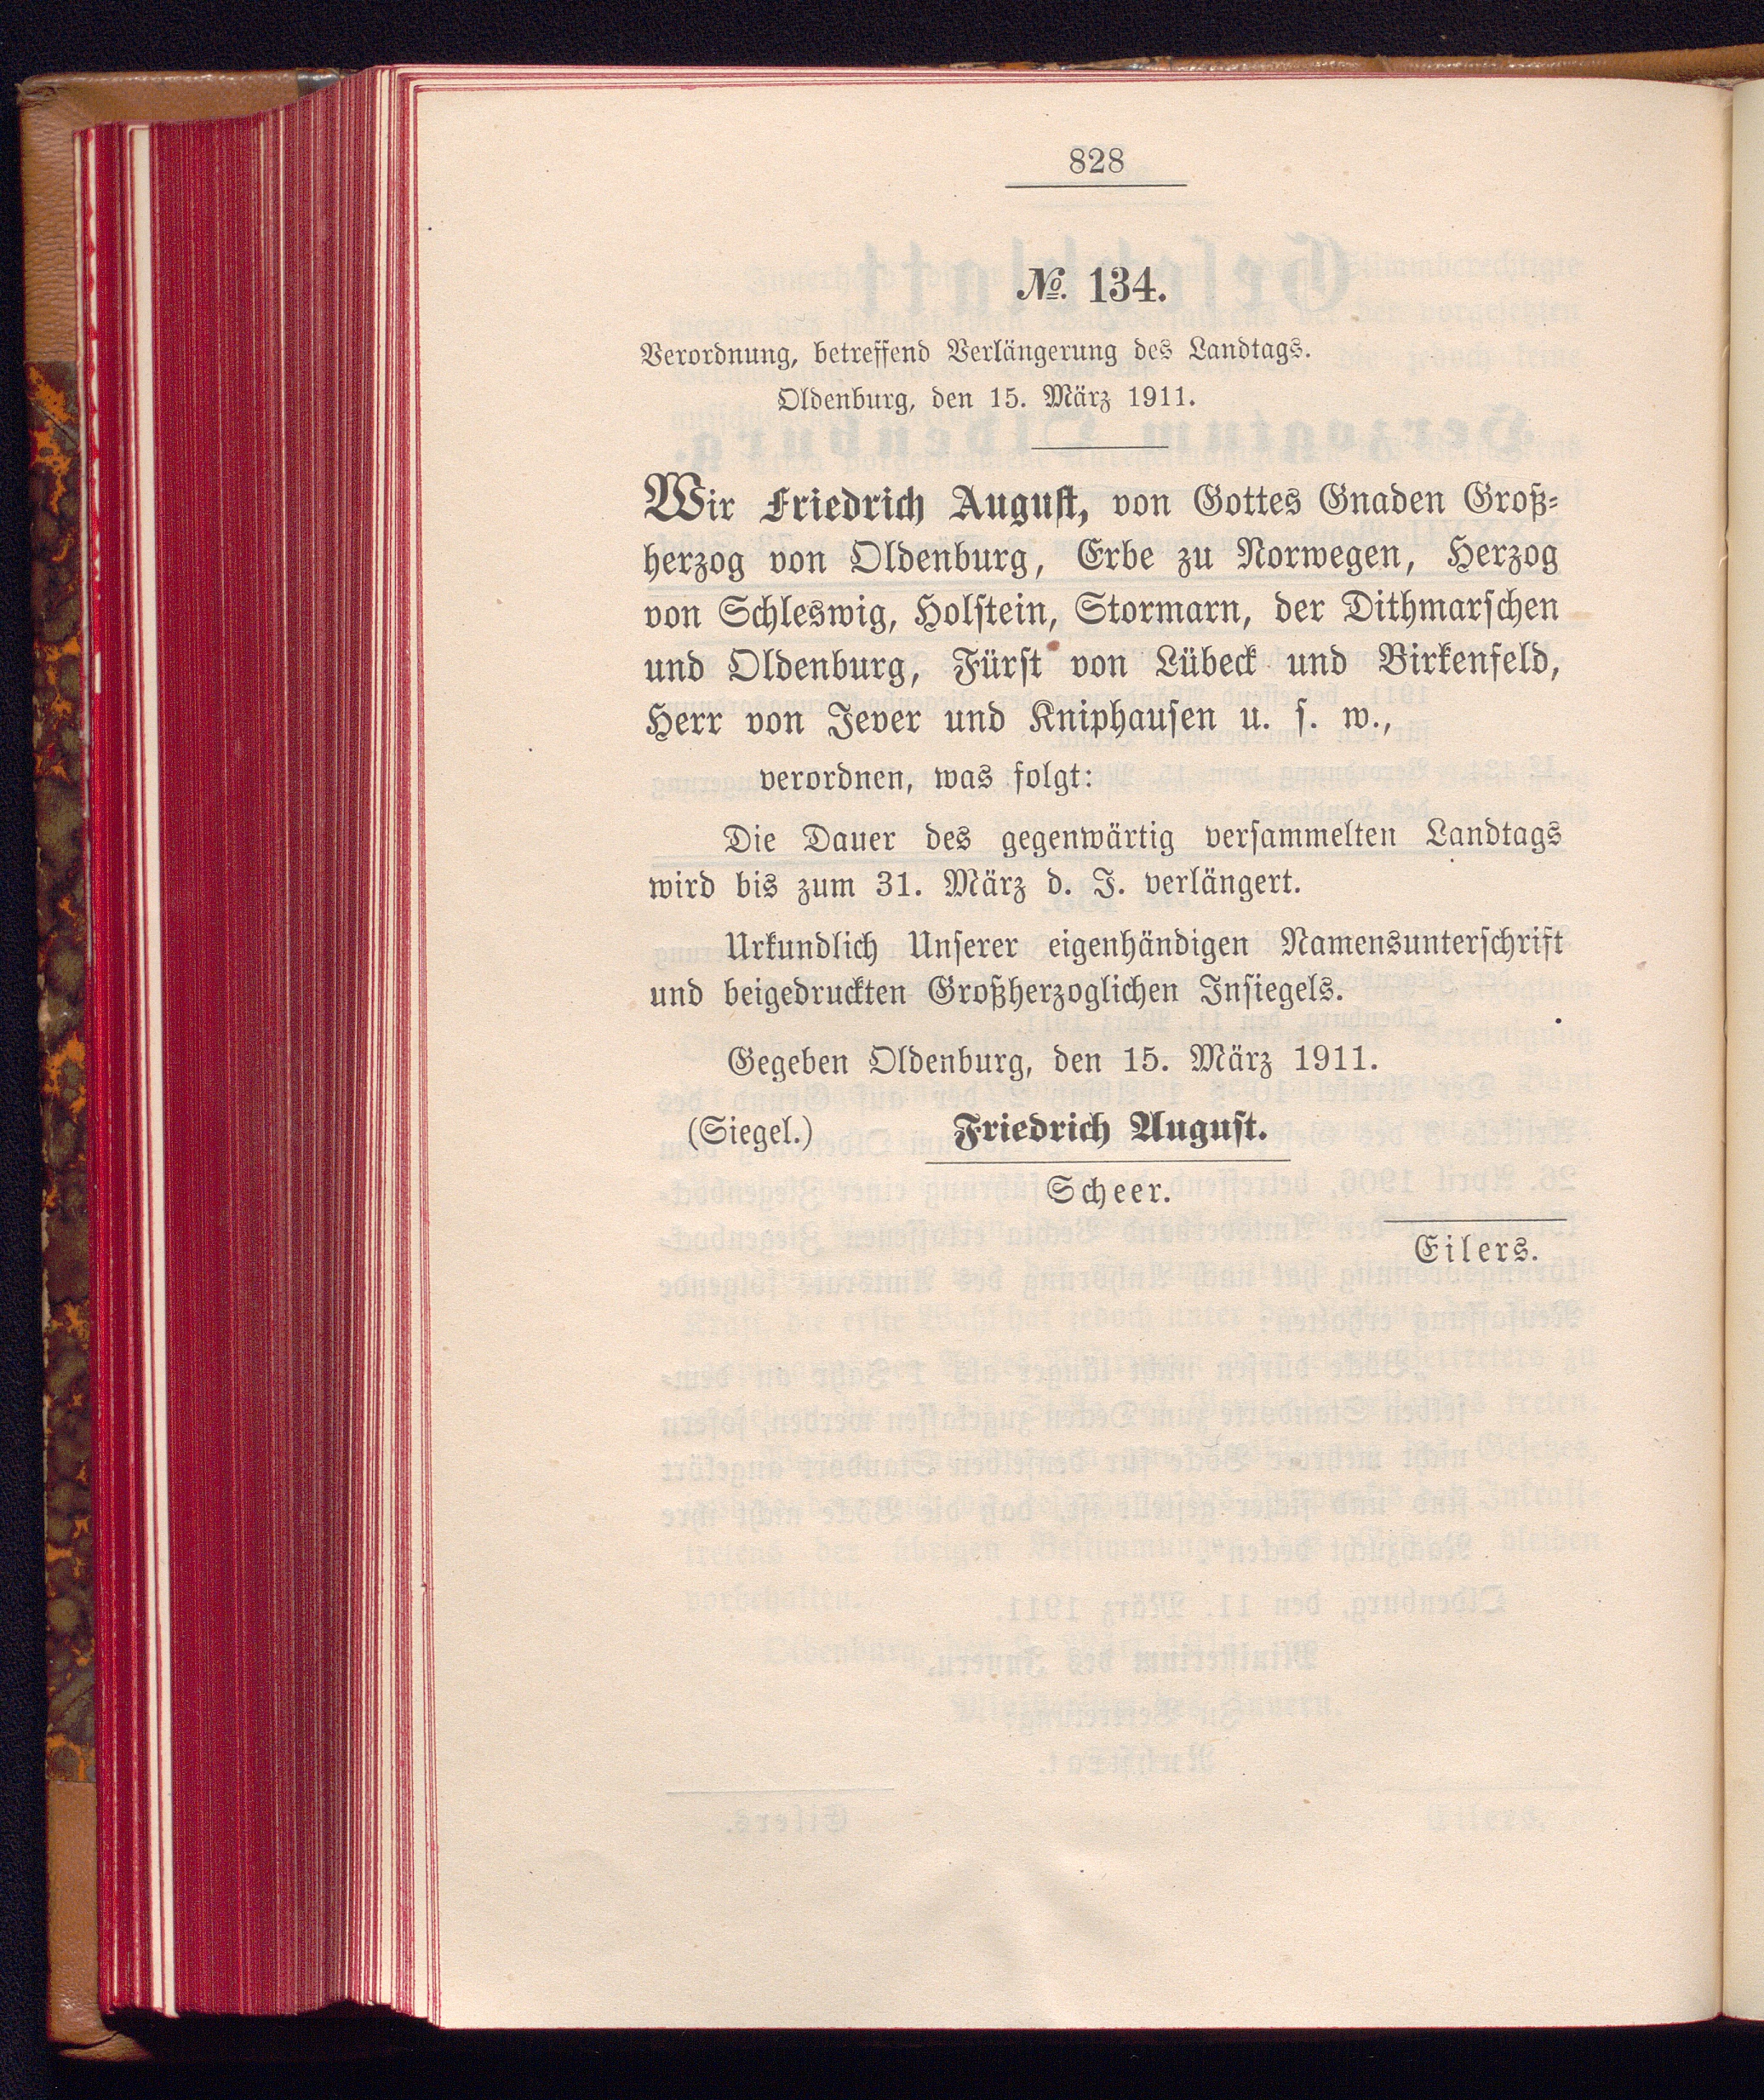 828
№. 134.
Verordnung, betreffend Verlängerung des Landtags.
Oldenburg, den 15. März 1911.
Wir Friedrich August, von Gottes Gnaden Groß-
herzog von Oldenburg, Erbe zu Norwegen, Herzog
von Schleswig, Holstein, Stormarn, der Dithmarschen
und Oldenburg, Fürst von Lübeck und Birkenfeld,
Herr von Jever und Kniphausen u. s. w.,
verordnen, was folgt:
Die Dauer des gegenwärtig versammelten Landtags
wird bis zum 31. März d. J. verlängert.
Urkundlich Unserer eigenhändigen Namensunterschrift
und beigedruckten Großherzoglichen Insiegels.
Gegeben Oldenburg, den 15. März 1911.
(Siegel.) Friedrich August.
Scheer.
Eilers.